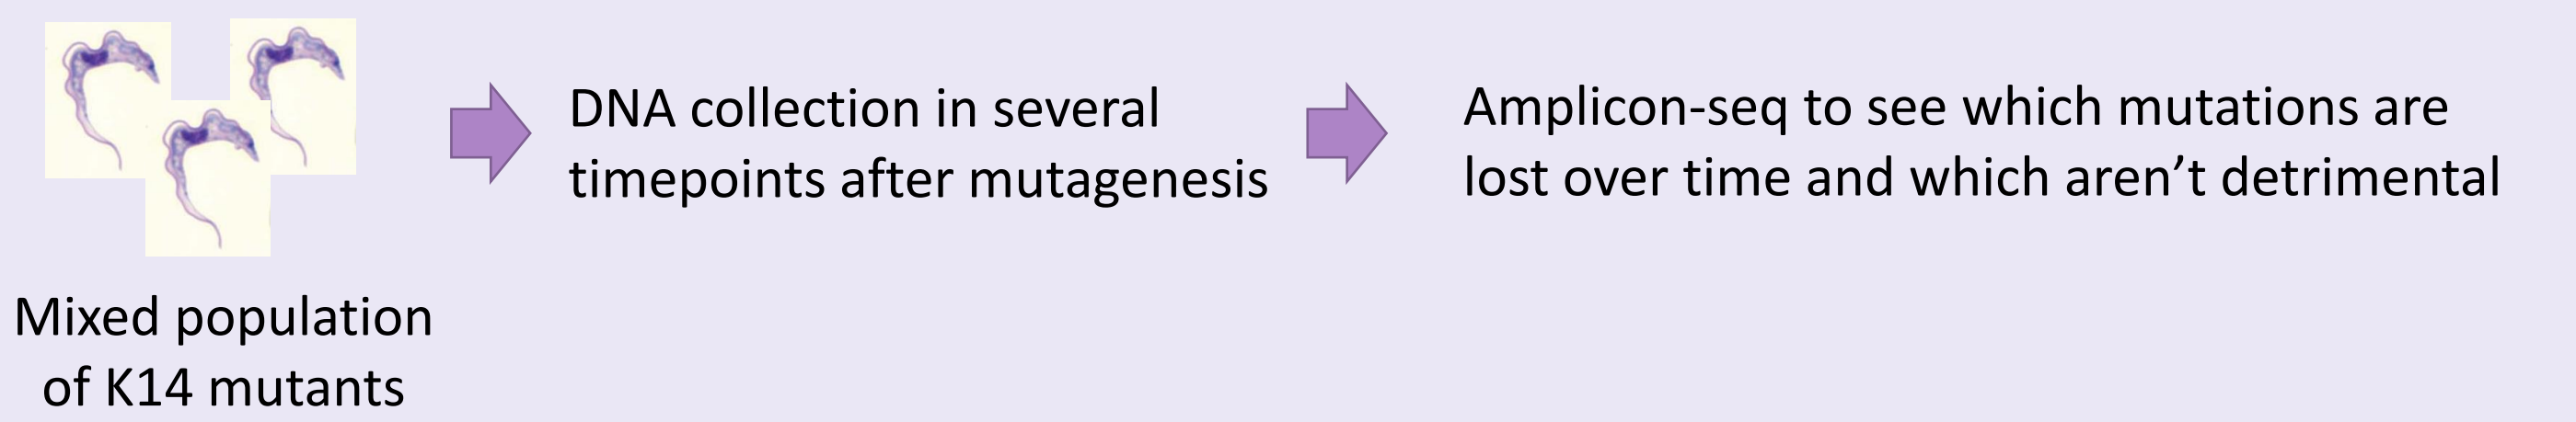 DNA collection in several
timepoints after mutagenesis
Amplicon-seq to see which mutations are
lost over time and which aren't detrimental
Mixed population
of K14 mutants